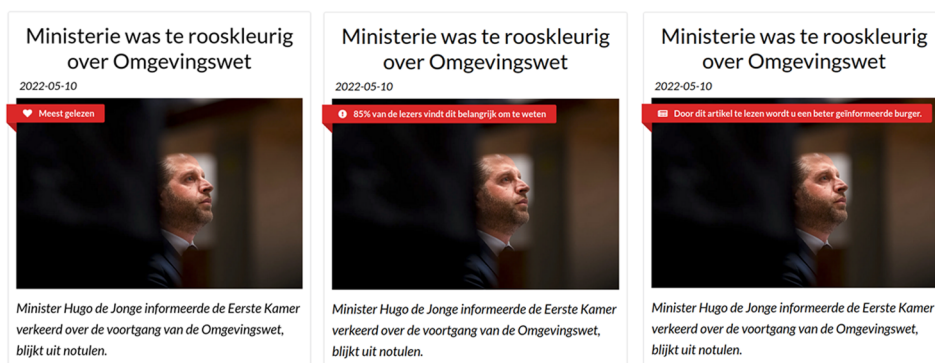 Ministerie was te rooskleurig
over Omgevingswet
2022-05-10
Meest gelezen
Minister Hugo de Jonge informeerde de Eerste Kamer
verkeerd over de voortgang van de Omgevingswet,
blijkt uit notulen.
Ministerie was te rooskleurig
over Omgevingswet
2022-05-10
85% van de lezers vindt dit belangrijk om te weten
Minister Hugo de Jonge informeerde de Eerste Kamer
verkeerd over de voortgang van de Omgevingswet,
blijkt uit notulen.
Ministerie was te rooskleurig
over Omgevingswet
2022-05-10
Door dit artikel te lezen wordt u een beter geïnformeerde burger.
Minister Hugo de Jonge informeerde de Eerste Kamer
verkeerd over de voortgang van de Omgevingswet,
blijkt uit notulen.